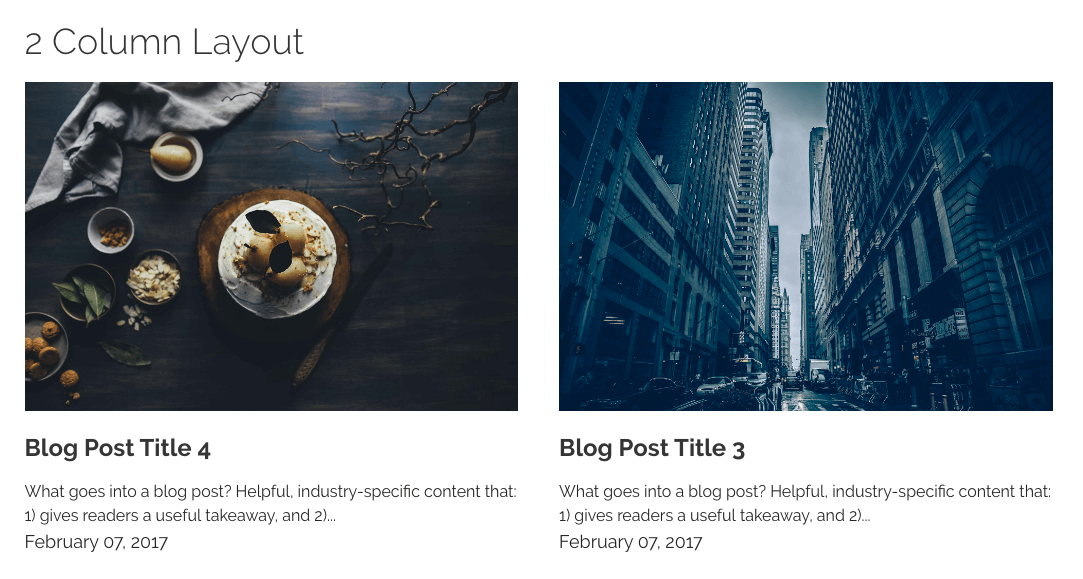 2 Column Layout
Blog Post Title 4
What goes into a blog post? Helpful, industry-specific content that:
1) gives readers a useful takeaway, and 2)...
February 07, 2017
Blog Post Title 3
What goes into a blog post? Helpful, industry-specific content that:
1) gives readers a useful takeaway, and 2)...
February 07, 2017